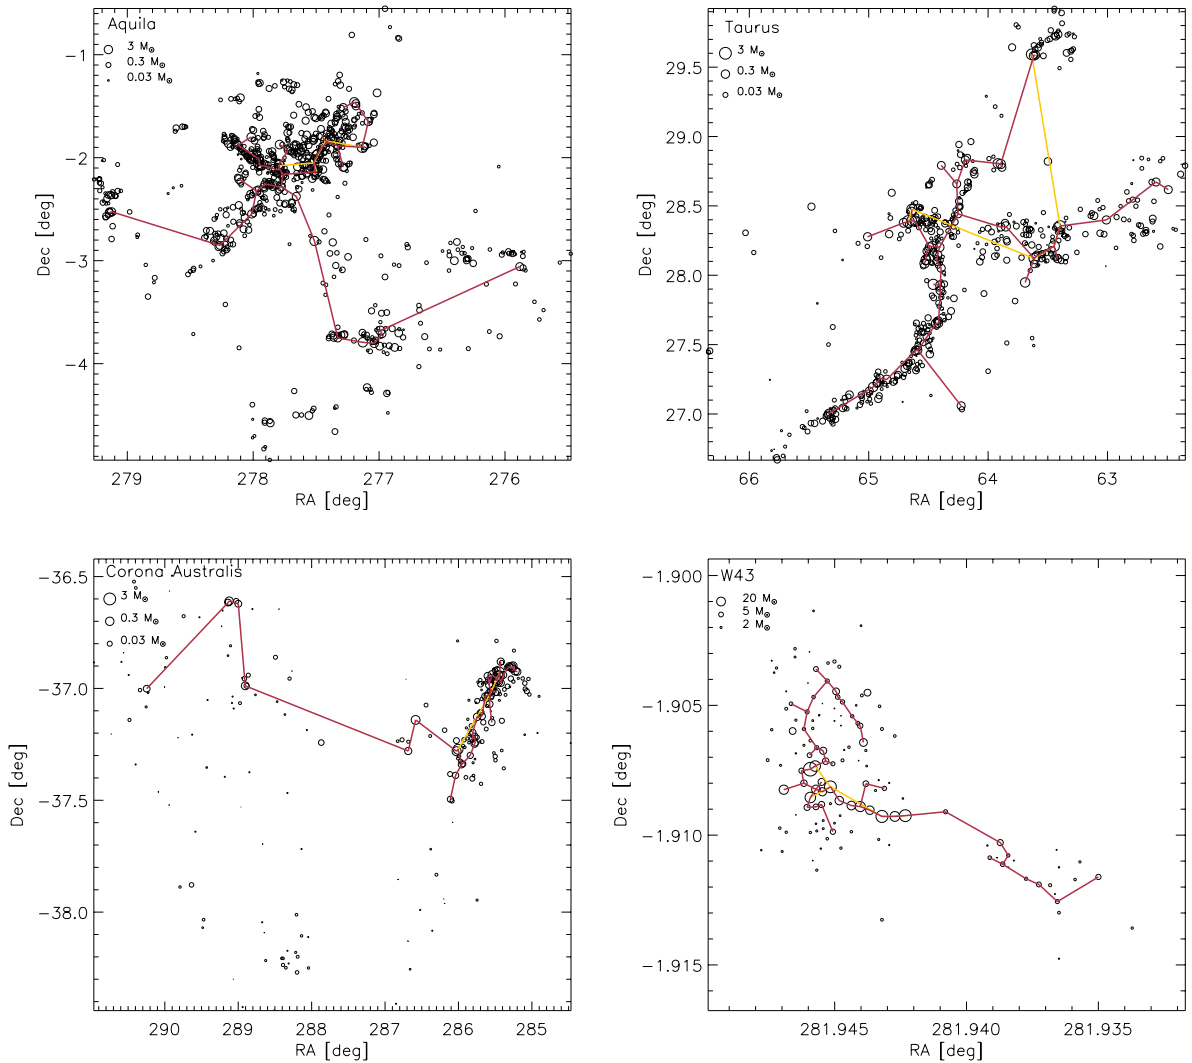 Aquila
3 M⊙
0.3 M⊙
0.03 M⊙
−1
−2
−3
−4
Dec [deg]
279 278 277 276
RA [deg]
Taurus
3 M⊙
0.3 M⊙
0.03 M⊙
29.5
29.0
28.5
28.0
27.5
27.0
Dec [deg]
66 65 64 63
RA [deg]
Corona Australis
3 M⊙
0.3 M⊙
0.03 M⊙
−36.5
−37.0
−37.5
−38.0
Dec [deg]
290 289 288 287 286 285
RA [deg]
W43
20 M⊙
5 M⊙
2 M⊙
−1.900
−1.905
−1.910
−1.915
Dec [deg]
281.945 281.940 281.935
RA [deg]